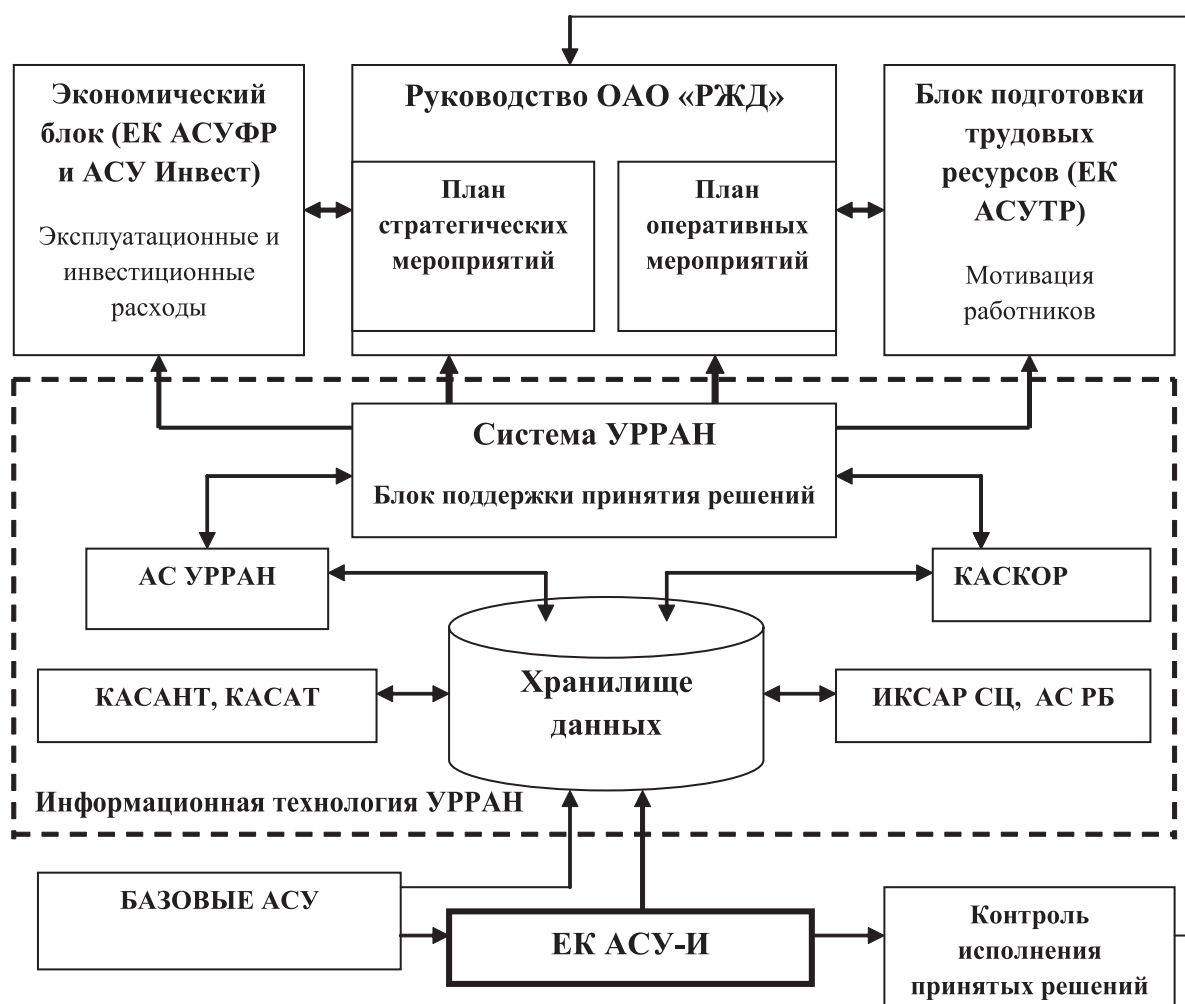 Экономический
блок (ЕК АСУФР
и АСУ Инвест)
Эксплуатационные и
инвестиционные
расходы
Руководство ОАО «РЖД»
План
стратегических
мероприятий
План
оперативных
мероприятий
Блок подготовки
трудовых
ресурсов (ЕК
АСУТР)
Мотивация
работников
Система УРРАН
Блок поддержки принятия решений
АС УРРАН
КАСКОР
КАСАНТ, КАСАТ
Хранилище
данных
ИКСАР СЦ, АС РБ
Информационная технология УРРАН
БАЗОВЫЕ АСУ
ЕК АСУ-И
Контроль
исполнения
принятых решений